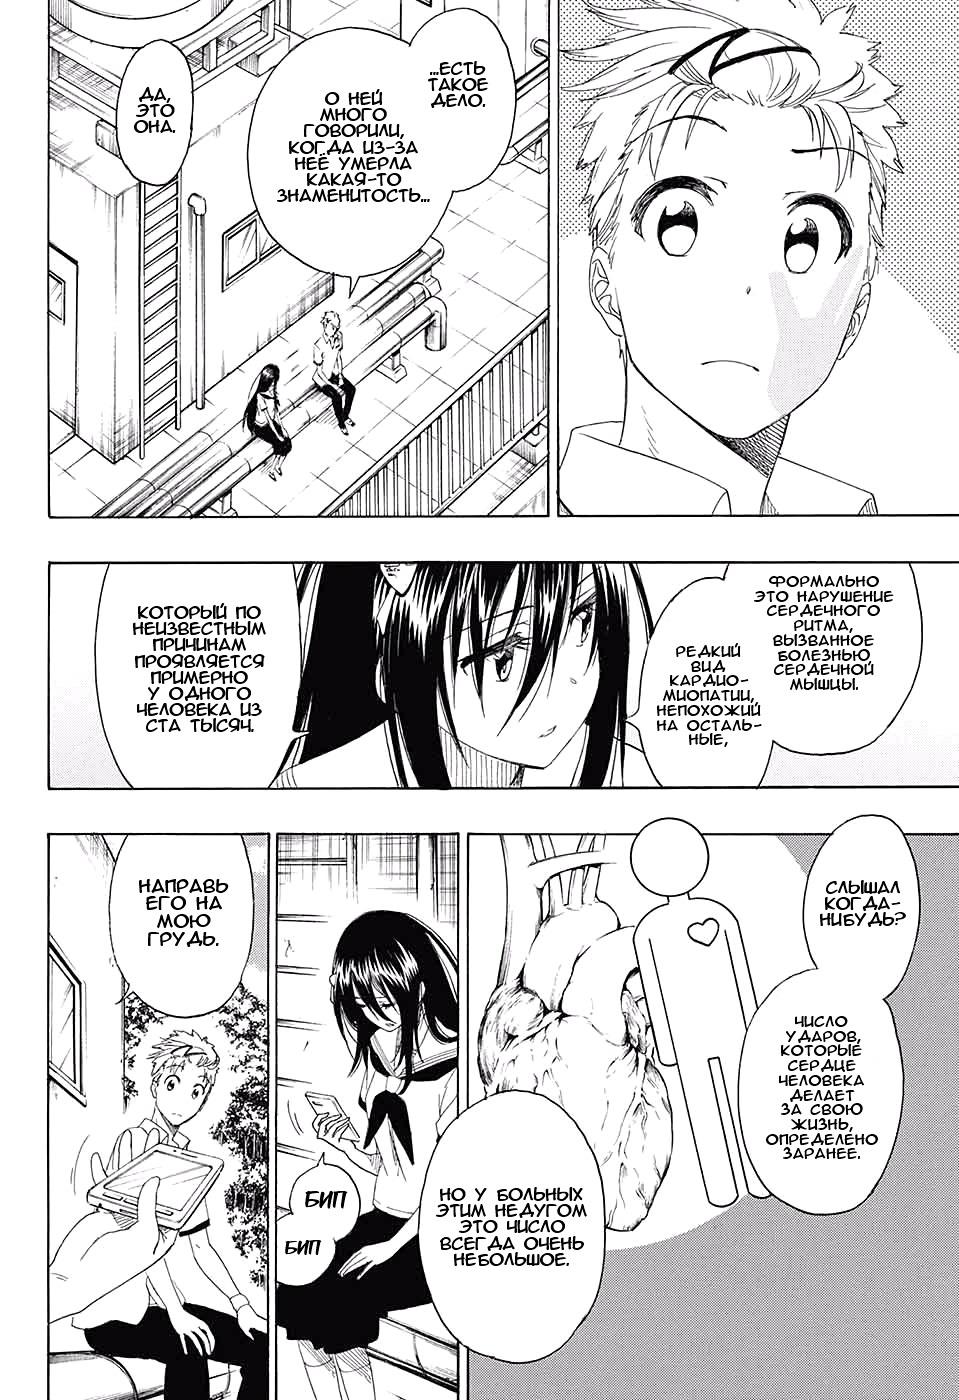 ...ЕСТЬ
ТАКОЕ
ДЕЛО.
О НЕЙ
МНОГО
ГОВОРИЛИ,
КОГДА ИЗ-ЗА
НЕЁ УМЕРЛА
КАКАЯ-ТО
ЗНАМЕНИТОСТЬ...
ДА,
ЭТО
ОНА.
ФОРМАЛЬНО
ЭТО НАРУШЕНИЕ
СЕРДЕЧНОГО
РИТМА,
ВЫЗВАННОЕ
БОЛЕЗНЬЮ
СЕРДЕЧНОЙ
МЫШЦЫ.
РЕДКИЙ
ВИД
КАРДИО-
МИОПАТИИ,
НЕПОХОЖИЙ
НА ОСТАЛЬ-
НЫЕ,
КОТОРЫЙ ПО
НЕИЗВЕСТНЫМ
ПРИЧИНАМ
ПРОЯВЛЯЕТСЯ
ПРИМЕРНО
У ОДНОГО
ЧЕЛОВЕКА ИЗ
СТА ТЫСЯЧ.
СЛЫШАЛ
КОГДА-
НИБУДЬ?
ЧИСЛО
УДАРОВ,
КОТОРЫЕ
СЕРДЦЕ
ЧЕЛОВЕКА
ДЕЛАЕТ
ЗА СВОЮ
ЖИЗНЬ,
ОПРЕДЕЛЕНО
ЗАРАНЕЕ.
НО У БОЛЬНЫХ
ЭТИМ НЕДУГОМ
ЭТО ЧИСЛО
ВСЕГДА ОЧЕНЬ
НЕБОЛЬШОЕ.
БИП
БИП
НАПРАВЬ
ЕГО НА
МОЮ
ГРУДЬ.